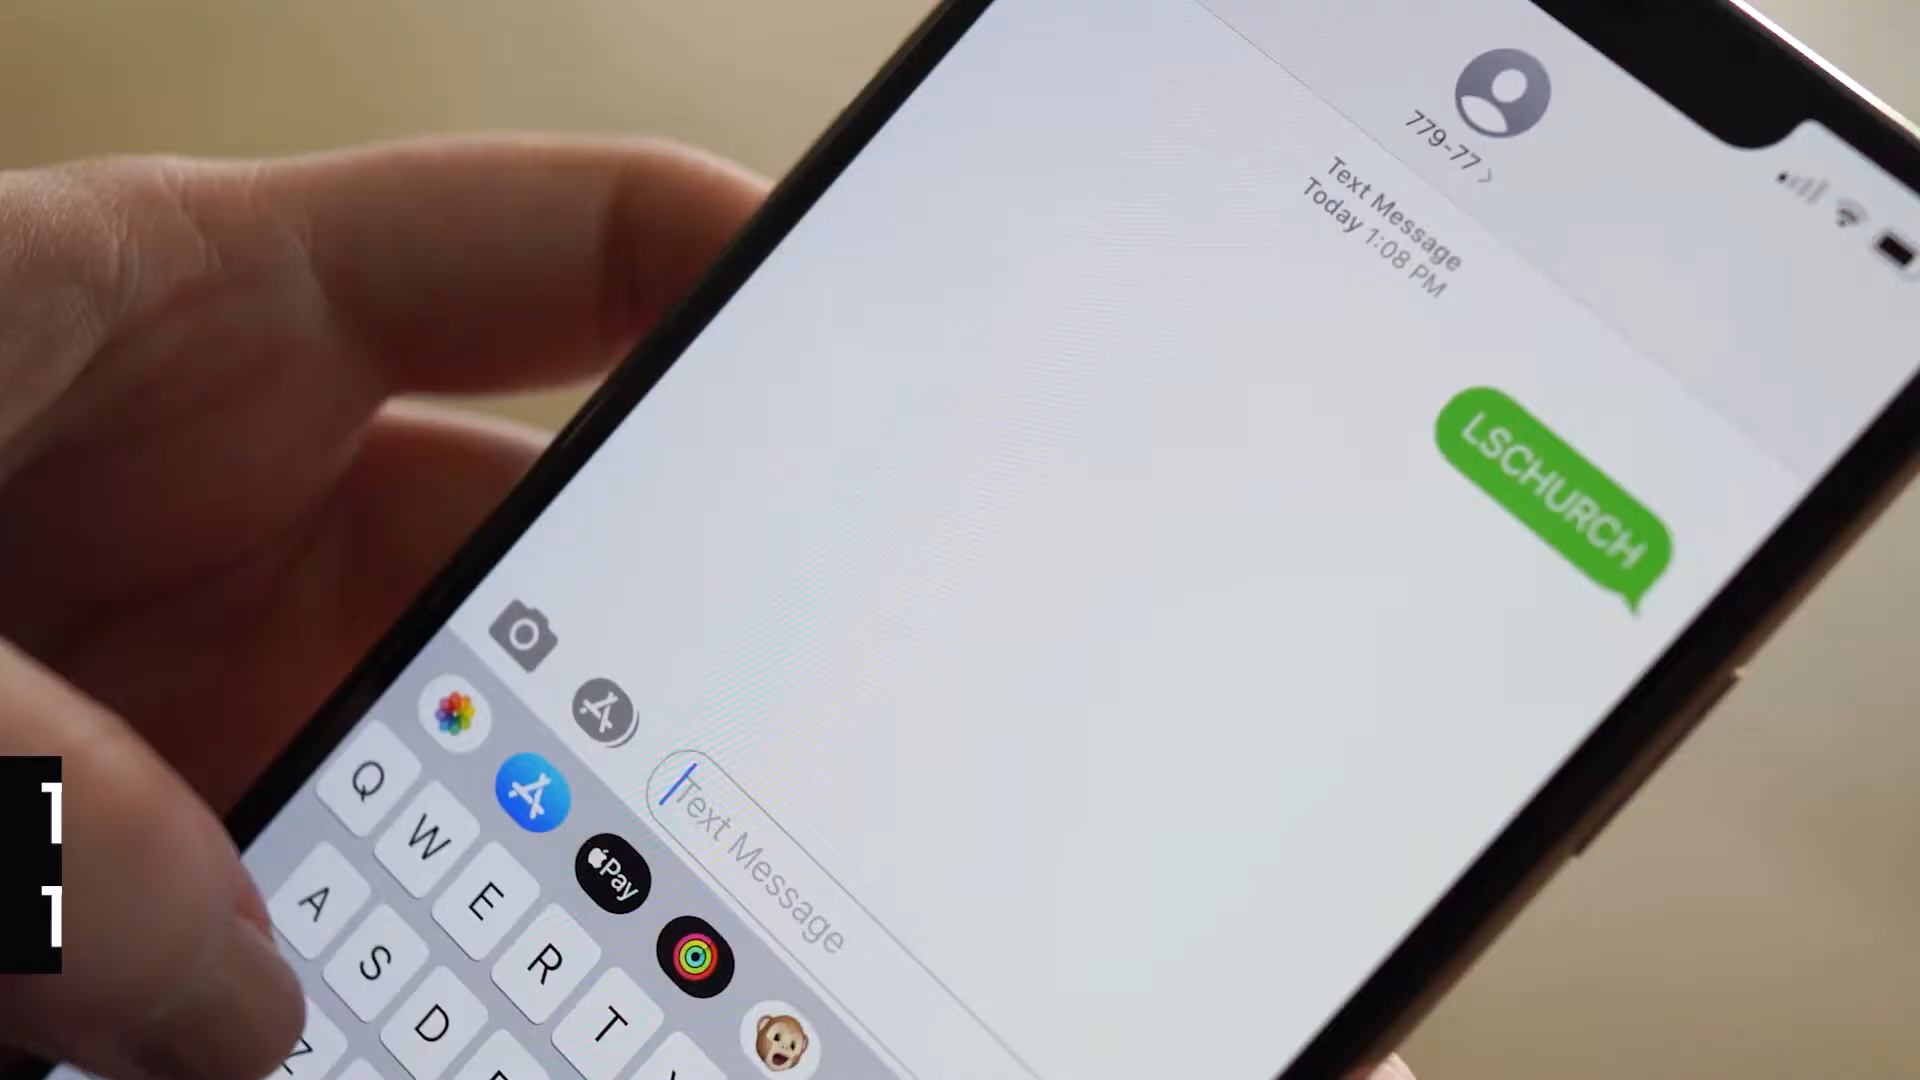 779-77
Text Message
Today 1:08 PM
LSCHURCH
Text Message
Pay
Q W E R T
A S D
Z
1
1